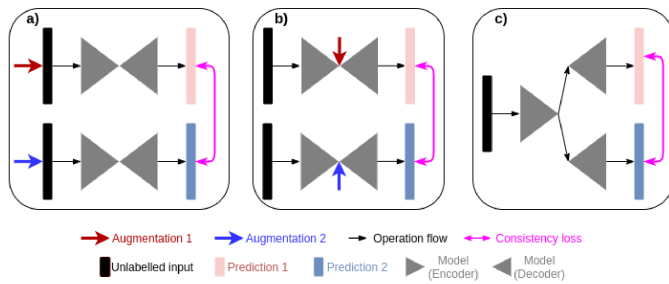 a)
b)
c)
Augmentation 1
Augmentation 2
Operation flow
Consistency loss
Unlabelled input
Prediction 1
Prediction 2
Model
(Encoder)
Model
(Decoder)